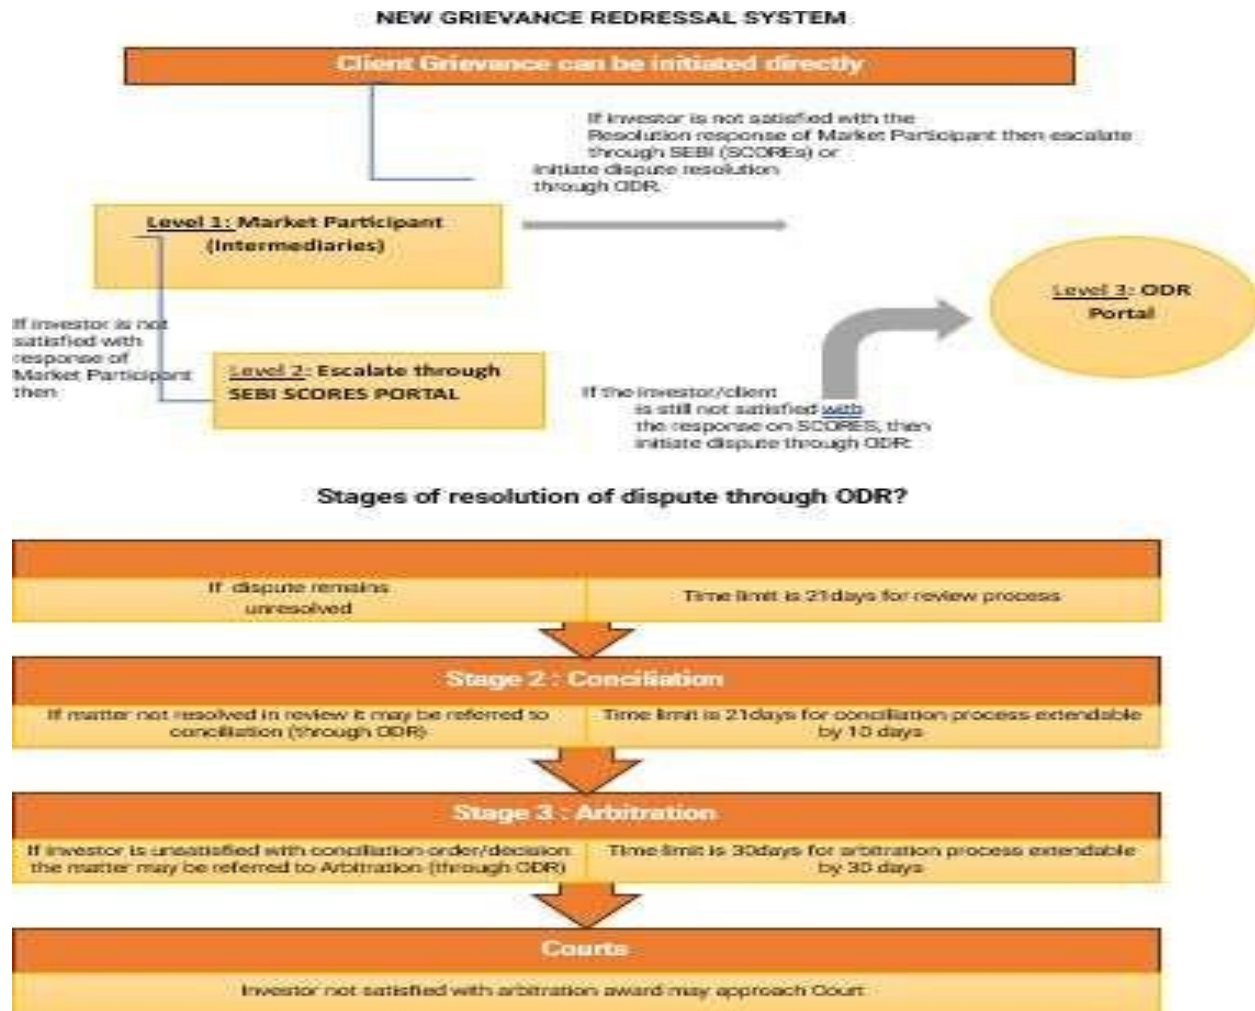 NEW GRIEVANCE REDRESSAL SYSTEM
Client Grievance can be initiated directly
If investor is not satisfied with the
Resolution response of Market Participant then escalate
through SEBI (SCOREs) or
initiate dispute resolution
through ODR.
Level 1: Market Participant
(Intermediaries)
Level 3: ODR
Portal
If investor is not
satisfied with
response of
Market Participant
then
Level 2: Escalate through
SEBI SCORES PORTAL
If the investor/client
is still not satisfied with
the response on SCORES, then
initiate dispute through ODR:
Stages of resolution of dispute through ODR?
If dispute remains
unresolved
Time limit is 21days for review process
Stage 2 : Conciliation
If matter not resolved in review it may be referred to
conciliation (through ODR)
Time limit is 21days for conciliation process extendable
by 10 days
Stage 3 : Arbitration
If investor is unsatisfied with conciliation order/decision
the matter may be referred to Arbitration (through ODR)
Time limit is 30days for arbitration process extendable
by 30 days
Courts
Investor not satisfied with arbitration award may approach Court